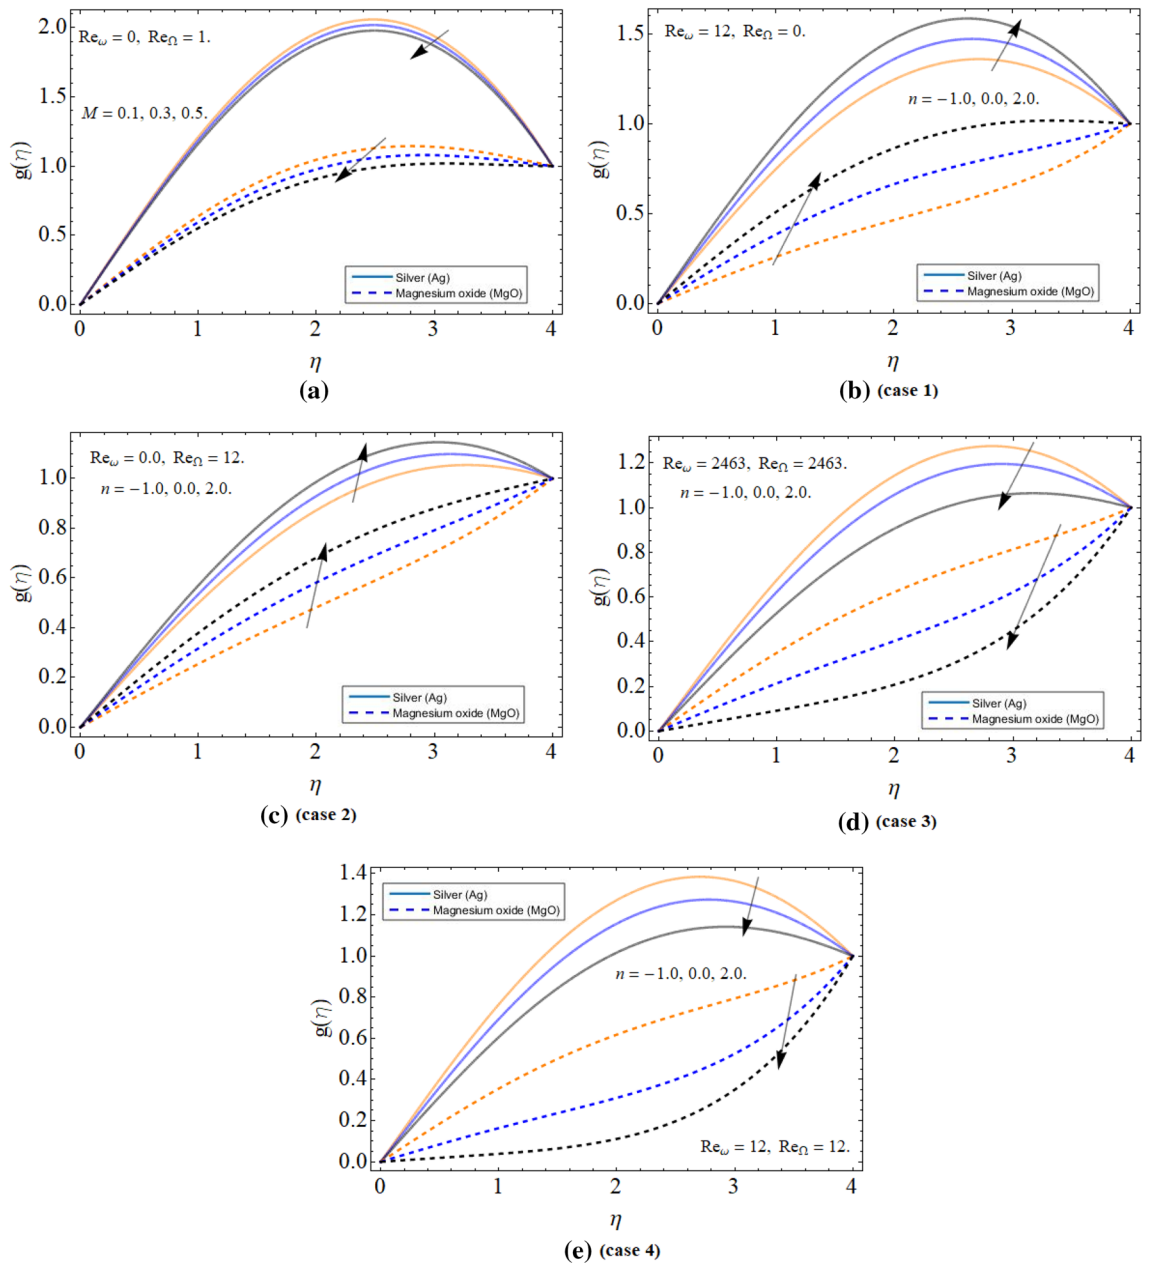 Re_ω = 0, Re_Ω = 1.
M = 0.1, 0.3, 0.5.
g(η)
2.0
1.5
1.0
0.5
0.0
Silver (Ag)
Magnesium oxide (MgO)
0 1 2 3 4
η
(a)
Re_ω = 12, Re_Ω = 0.
n = −1.0, 0.0, 2.0.
g(η)
1.5
1.0
0.5
0.0
Silver (Ag)
Magnesium oxide (MgO)
0 1 2 3 4
η
(b) (case 1)
Re_ω = 0.0, Re_Ω = 12.
n = −1.0, 0.0, 2.0.
g(η)
1.0
0.8
0.6
0.4
0.2
0.0
Silver (Ag)
Magnesium oxide (MgO)
0 1 2 3 4
η
(c) (case 2)
Re_ω = 2463, Re_Ω = 2463.
n = −1.0, 0.0, 2.0.
g(η)
1.2
1.0
0.8
0.6
0.4
0.2
0.0
Silver (Ag)
Magnesium oxide (MgO)
0 1 2 3 4
η
(d) (case 3)
Silver (Ag)
Magnesium oxide (MgO)
n = −1.0, 0.0, 2.0.
g(η)
1.4
1.2
1.0
0.8
0.6
0.4
0.2
0.0
Re_ω = 12, Re_Ω = 12.
0 1 2 3 4
η
(e) (case 4)